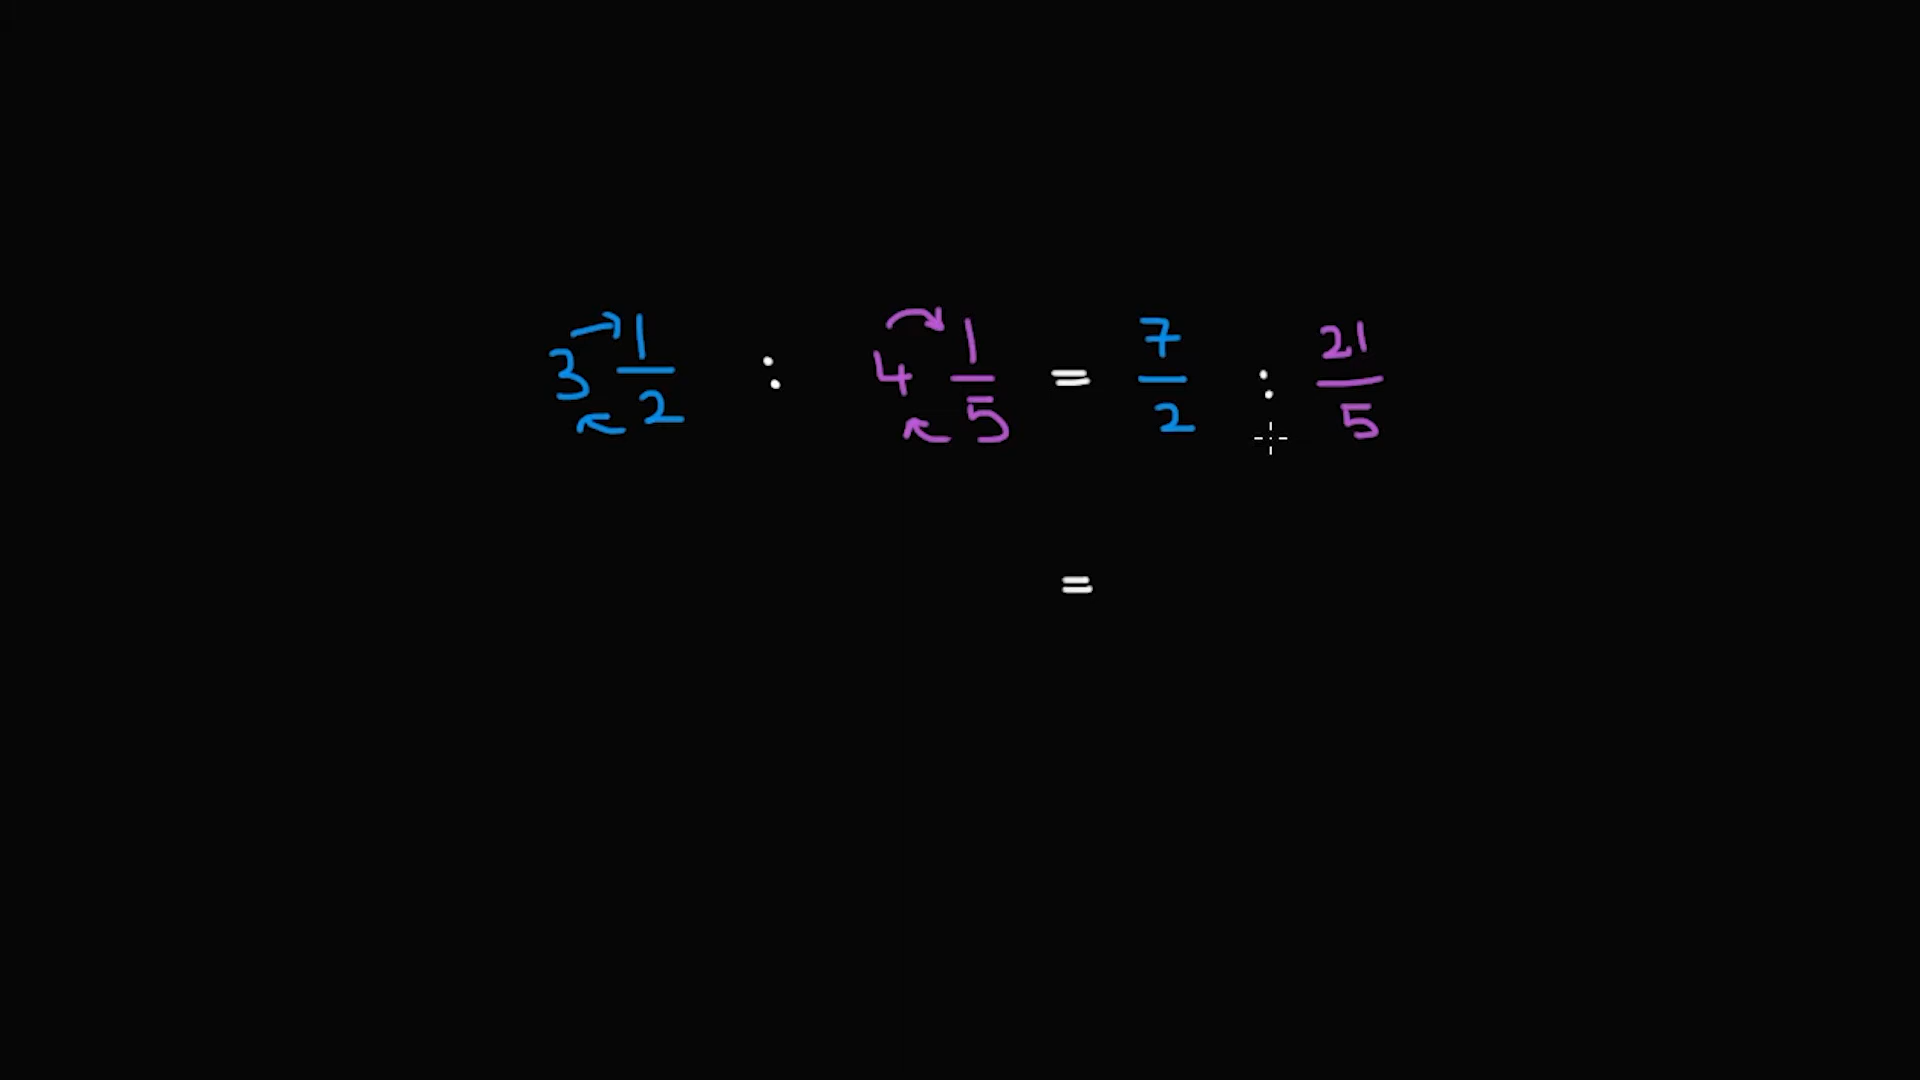 3 1/2 : 4 1/5 = 7/2 : 21/5
=